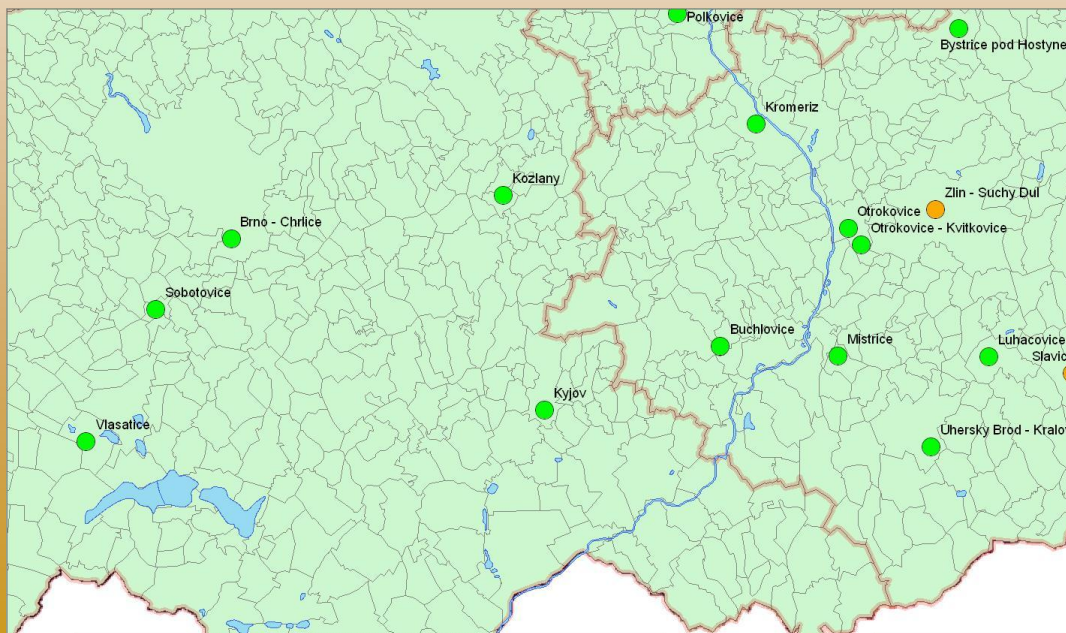 Polkovice
Bystrice pod Hostyne
Kromeriz
Kozlany
Zlin - Suchy Dul
Otrokovice
Otrokovice - Kvitkovice
Brno - Chrlice
Sobotovice
Buchlovice
Mistrice
Luhacovice
Slavic
Kyjov
Vlasatice
Uhersky Brod - Kralov